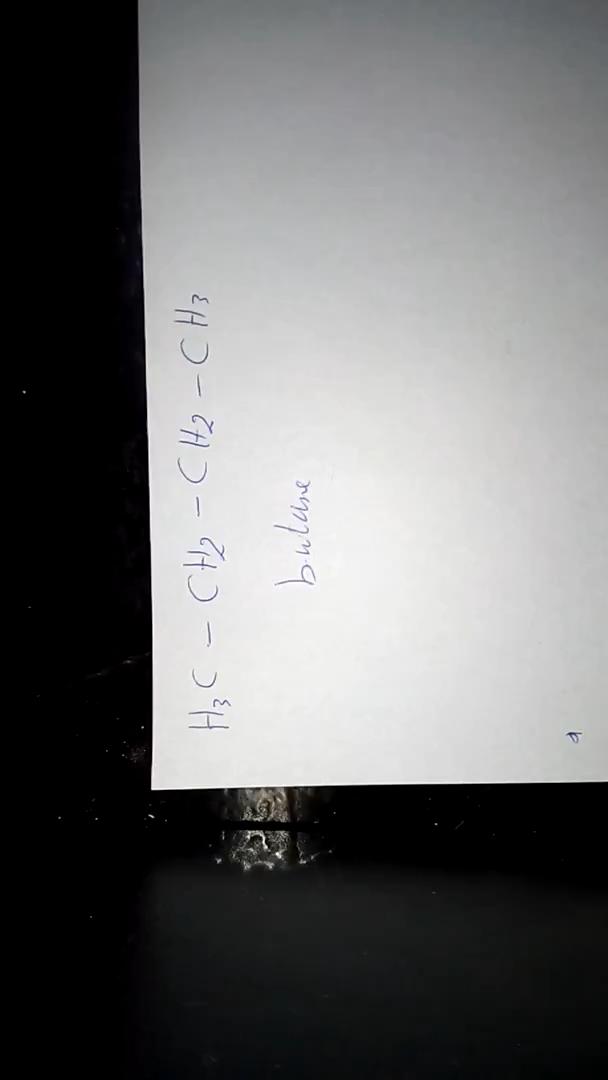 H₃C – CH₂ – CH₂ – CH₃
butane